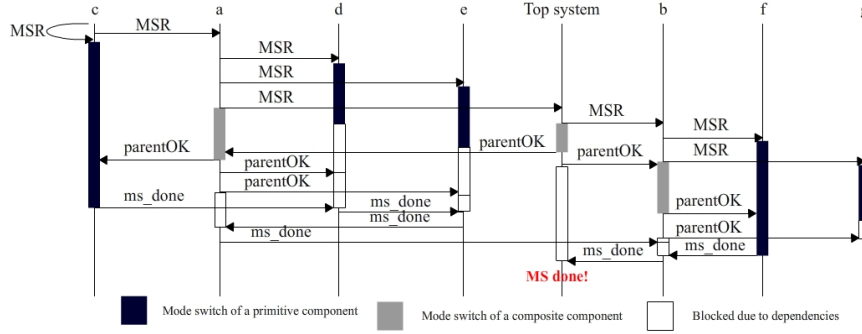 c a d e Top system b f g
MSR MSR
MSR
MSR
MSR
MSR
MSR
MSR
parentOK parentOK
parentOK parentOK
parentOK
ms_done ms_done parentOK
ms_done
parentOK
ms_done ms_done ms_done
MS done!
Mode switch of a primitive component Mode switch of a composite component Blocked due to dependencies